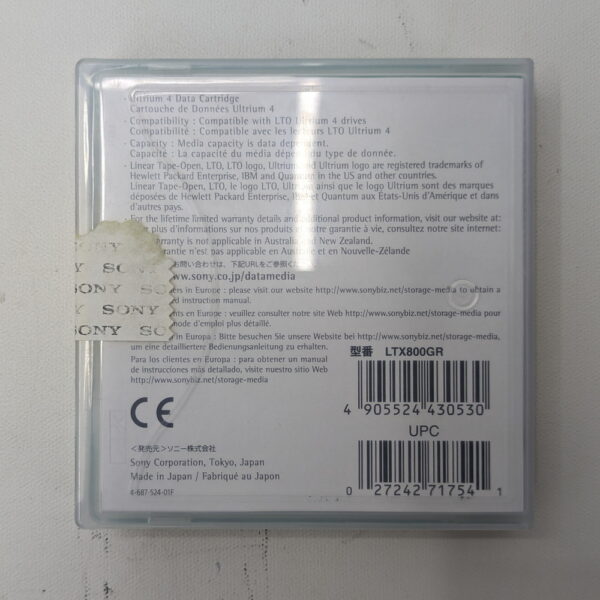 · Ultrium 4 Data Cartridge
Cartouche de Données Ultrium 4
· Compatibility : Compatible with LTO Ultrium 4 drives
Compatibilité : Compatible avec les lecteurs LTO Ultrium 4
· Capacity : Media capacity is data dependent.
Capacité : La capacité du média dépend du type de donnée.
· Linear Tape-Open, LTO, LTO logo, Ultrium and Ultrium logo are registered trademarks of
Hewlett Packard Enterprise, IBM and Quantum in the US and other countries.
Linear Tape-Open, LTO, le logo LTO, Ultrium ainsi que le logo Ultrium sont des marques
déposées de Hewlett Packard Enterprise, IBM et Quantum aux États-Unis d'Amérique et dans
d'autres pays.
· For the lifetime limited warranty details and additional product information, visit our website at:
plus d'informations sur nos produits et notre garantie à vie, consultez notre site internet:
warranty is not applicable in Australia and New Zealand.
garantie n'est pas applicable en Australie et en Nouvelle-Zélande
お問い合わせは、下記URLをご参照ください。
www.sony.co.jp/datamedia
in Europe : please visit our website http://www.sonybiz.net/storage-media to obtain a
instruction manual.
en Europe : veuillez consulter notre site Web http://www.sonybiz.net/storage-media pour
mode d'emploi plus détaillé.
in Europa : Bitte besuchen Sie unsere Website bei http://www.sonybiz.net/storage-media,
um eine detailliertere Bedienungsanleitung zu erhalten.
Para los clientes en Europa : para obtener un manual
de instrucciones más detallado, visite nuestro sitio Web
http://www.sonybiz.net/storage-media
SONY
SONY
SONY SONY
SONY
型番 LTX800GR
4 905524 430530
CE
UPC
<発売元>ソニー株式会社
Sony Corporation, Tokyo, Japan
Made in Japan / Fabriqué au Japon
4-687-524-01F
0 27242 71754 1